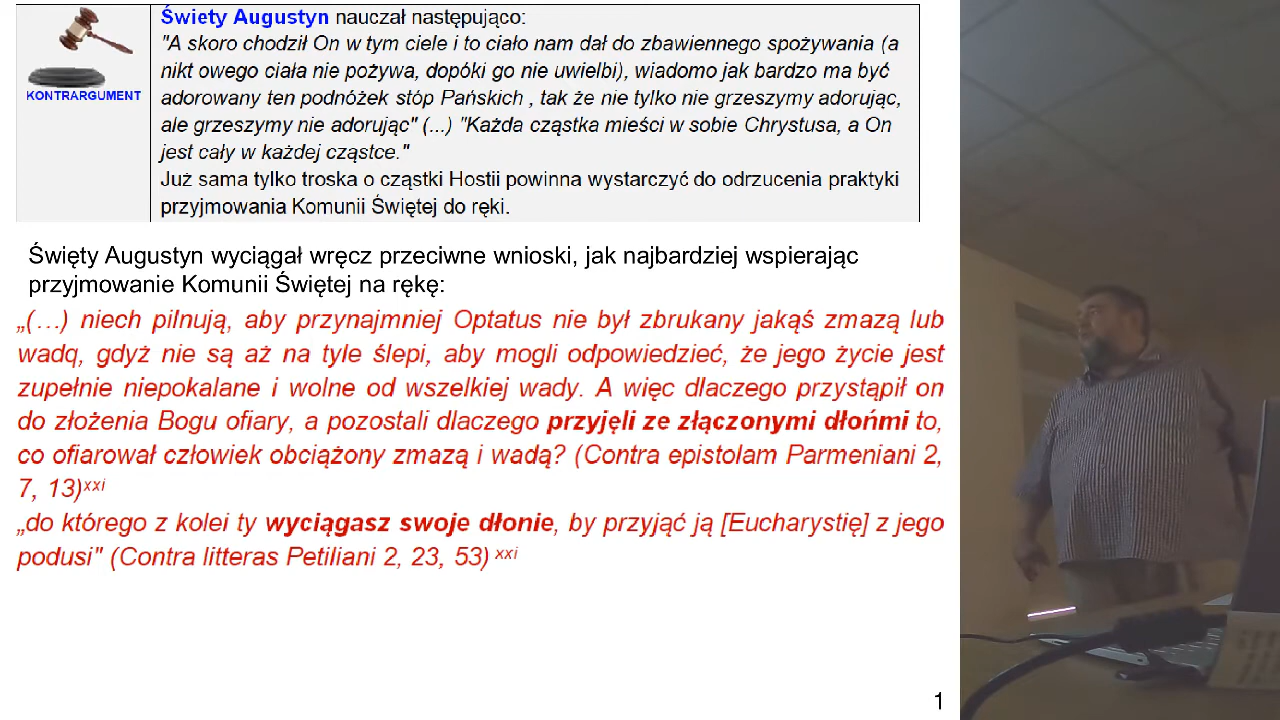 Świety Augustyn nauczał następująco:
"A skoro chodził On w tym ciele i to ciało nam dał do zbawiennego spożywania (a
nikt owego ciała nie pożywa, dopóki go nie uwielbi), wiadomo jak bardzo ma być
adorowany ten podnóżek stóp Pańskich , tak że nie tylko nie grzeszymy adorując,
ale grzeszymy nie adorując" (...) "Każda cząstka mieści w sobie Chrystusa, a On
jest cały w każdej cząstce."
Już sama tylko troska o cząstki Hostii powinna wystarczyć do odrzucenia praktyki
przyjmowania Komunii Świętej do ręki.
KONTRARGUMENT
Święty Augustyn wyciągał wręcz przeciwne wnioski, jak najbardziej wspierając
przyjmowanie Komunii Świętej na rękę:
„(…) niech pilnują, aby przynajmniej Optatus nie był zbrukany jakąś zmazą lub
wadq, gdyż nie są aż na tyle ślepi, aby mogli odpowiedzieć, że jego życie jest
zupełnie niepokalane i wolne od wszelkiej wady. A więc dlaczego przystąpił on
do złożenia Bogu ofiary, a pozostali dlaczego przyjęli ze złączonymi dłońmi to,
co ofiarował człowiek obciążony zmazą i wadą? (Contra epistolam Parmeniani 2,
7, 13)xxi
„do którego z kolei ty wyciągasz swoje dłonie, by przyjąć ją [Eucharystię] z jego
podusi" (Contra litteras Petiliani 2, 23, 53) xxi
1